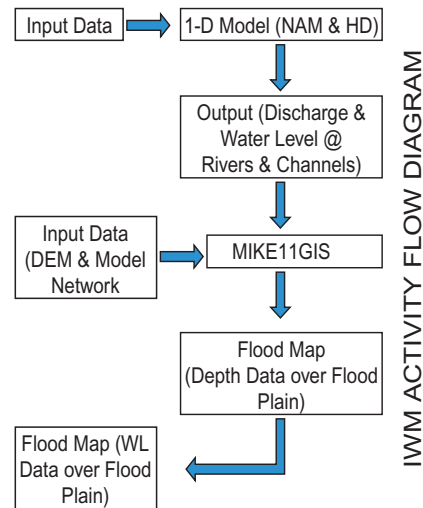 Input Data
1-D Model (NAM & HD)
Output (Discharge &
Water Level @
Rivers & Channels)
Input Data
(DEM & Model
Network
MIKE11GIS
Flood Map
(Depth Data over Flood
Plain)
Flood Map (WL
Data over Flood
Plain)
IWM ACTIVITY FLOW DIAGRAM